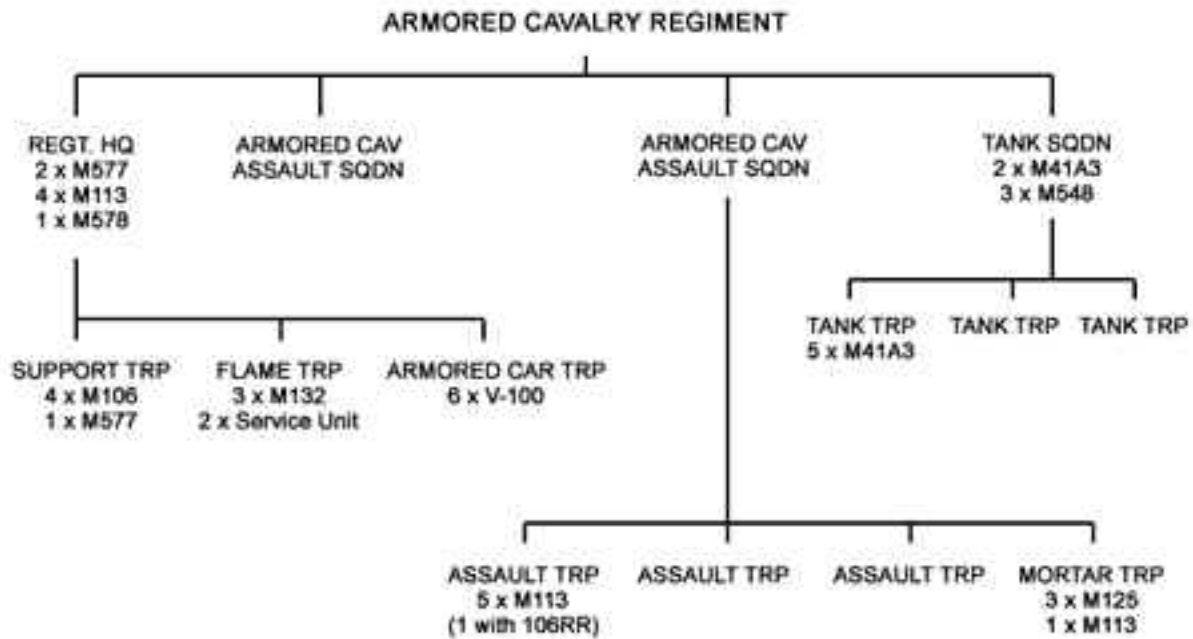 ARMORED CAVALRY REGIMENT
REGT. HQ
2 x M577
4 x M113
1 x M578
ARMORED CAV
ASSAULT SQDN
ARMORED CAV
ASSAULT SQDN
TANK SQDN
2 x M41A3
3 x M548
TANK TRP
5 x M41A3
TANK TRP
TANK TRP
SUPPORT TRP
4 x M106
1 x M577
FLAME TRP
3 x M132
2 x Service Unit
ARMORED CAR TRP
6 x V-100
ASSAULT TRP
5 x M113
(1 with 106RR)
ASSAULT TRP
ASSAULT TRP
MORTAR TRP
3 x M125
1 x M113